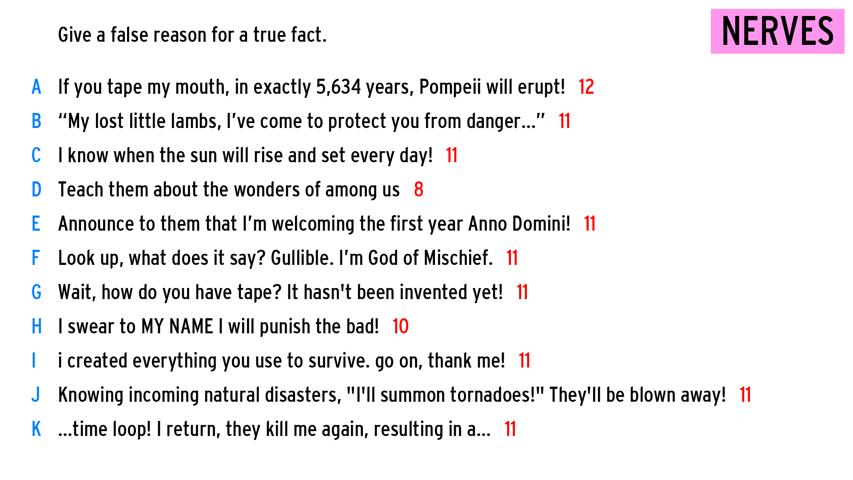 Give a false reason for a true fact.
NERVES
A If you tape my mouth, in exactly 5,634 years, Pompeii will erupt! 12
B “My lost little lambs, I’ve come to protect you from danger...” 11
C I know when the sun will rise and set every day! 11
D Teach them about the wonders of among us 8
E Announce to them that I’m welcoming the first year Anno Domini! 11
F Look up, what does it say? Gullible. I’m God of Mischief. 11
G Wait, how do you have tape? It hasn't been invented yet! 11
H I swear to MY NAME I will punish the bad! 10
I i created everything you use to survive. go on, thank me! 11
J Knowing incoming natural disasters, "I'll summon tornadoes!" They'll be blown away! 11
K ...time loop! I return, they kill me again, resulting in a... 11